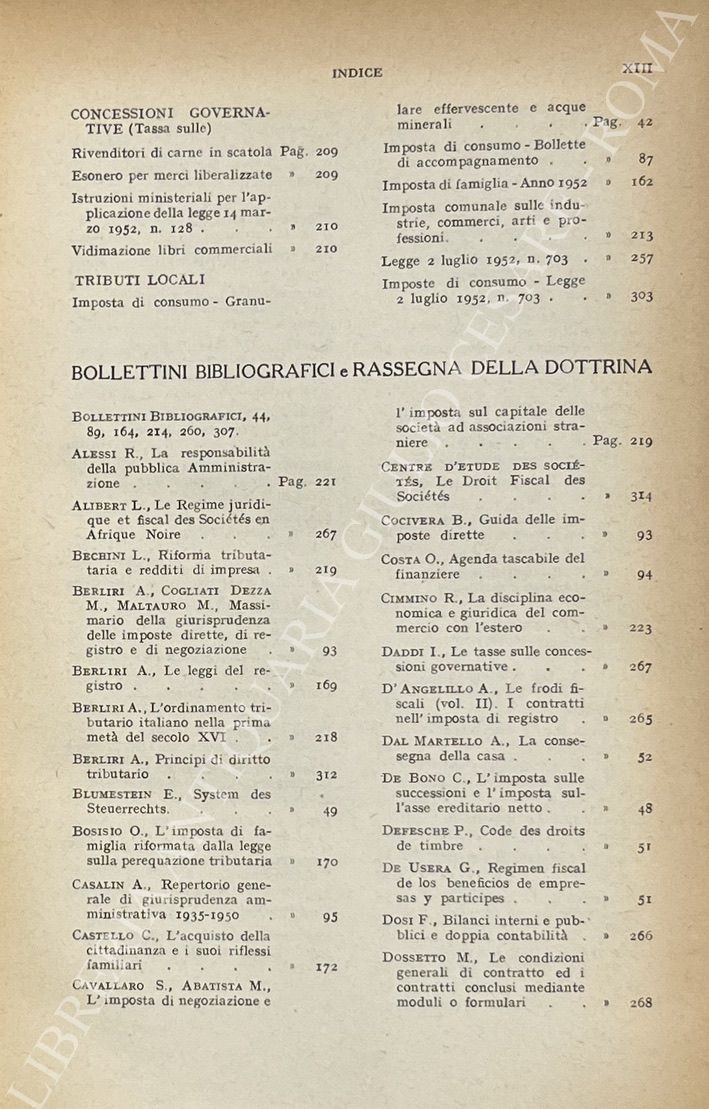 INDICE
XIII
CONCESSIONI GOVERNA-
TIVE (Tassa sulle)
Rivenditori di carne in scatola Pag. 209
Esonero per merci liberalizzate » 209
Istruzioni ministeriali per l'ap-
plicazione della legge 14 mar-
zo 1952, n. 128 . . . » 210
Vidimazione libri commerciali » 210
TRIBUTI LOCALI
Imposta di consumo - Granu-
lare effervescente e acque
minerali . . . . Pag. 42
Imposta di consumo - Bollette
di accompagnamento . . » 87
Imposta di famiglia - Anno 1952 » 162
Imposta comunale sulle indu-
strie, commerci, arti e pro-
fessioni. . . . . » 213
Legge 2 luglio 1952, n. 703 . » 257
Imposte di consumo - Legge
2 luglio 1952, n. 703 . . » 303
BOLLETTINI BIBLIOGRAFICI e RASSEGNA DELLA DOTTRINA
BOLLETTINI BIBLIOGRAFICI, 44,
89, 164, 214, 260, 307.
ALESSI R., La responsabilità
della pubblica Amministra-
zione . . . . . Pag. 221
ALIBERT L., Le Regime juridi-
que et fiscal des Sociétés en
Afrique Noire . . . » 267
BECHINI L., Riforma tributa-
taria e redditi di impresa . » 219
BERLIRI A., COGLIATI DEZZA
M., MALTAURO M., Massi-
mario della giurisprudenza
delle imposte dirette, di re-
gistro e di negoziazione . » 93
BERLIRI A., Le leggi del re-
gistro . . . . . » 169
BERLIRI A., L'ordinamento tri-
butario italiano nella prima
metà del secolo XVI . . » 218
BERLIRI A., Principi di diritto
tributario . . . . » 312
BLUMESTEIN E., System des
Steuerrechts. . . . » 49
BOSISIO O., L'imposta di fa-
miglia riformata dalla legge
sulla perequazione tributaria » 170
CASALIN A., Repertorio gene-
rale di giurisprudenza am-
ministrativa 1935-1950 . » 95
CASTELLO C., L'acquisto della
cittadinanza e i suoi riflessi
familiari . . . . » 172
CAVALLARO S., ABATISTA M.,
L'imposta di negoziazione e
l'imposta sul capitale delle
società ad associazioni stra-
niere . . . . . Pag. 219
CENTRE D'ETUDE DES SOCIÉ-
TÉS, Le Droit Fiscal des
Sociétés . . . . » 314
COCIVERA B., Guida delle im-
poste dirette . . . » 93
COSTA O., Agenda tascabile del
finanziere . . . . » 94
CIMMINO R., La disciplina eco-
nomica e giuridica del com-
mercio con l'estero . . » 223
DADDI I., Le tasse sulle conces-
sioni governative . . . » 267
D'ANGELILLO A., Le frodi fi-
scali (vol. II). I contratti
nell'imposta di registro . » 265
DAL MARTELLO A., La conse-
segna della casa . . . » 52
DE BONO C., L'imposta sulle
successioni e l'imposta sul-
l'asse ereditario netto . . » 48
DEFESCHE P., Code des droits
de timbre . . . . » 51
DE USERA G., Regimen fiscal
de los beneficios de empre-
sas y participes . . . » 51
DOSI F., Bilanci interni e pub-
blici e doppia contabilità . » 266
DOSSETTO M., Le condizioni
generali di contratto ed i
contratti conclusi mediante
moduli o formulari . . » 268
LIBRERIA ANTIQUARIA GIULIO CESARE - ROMA